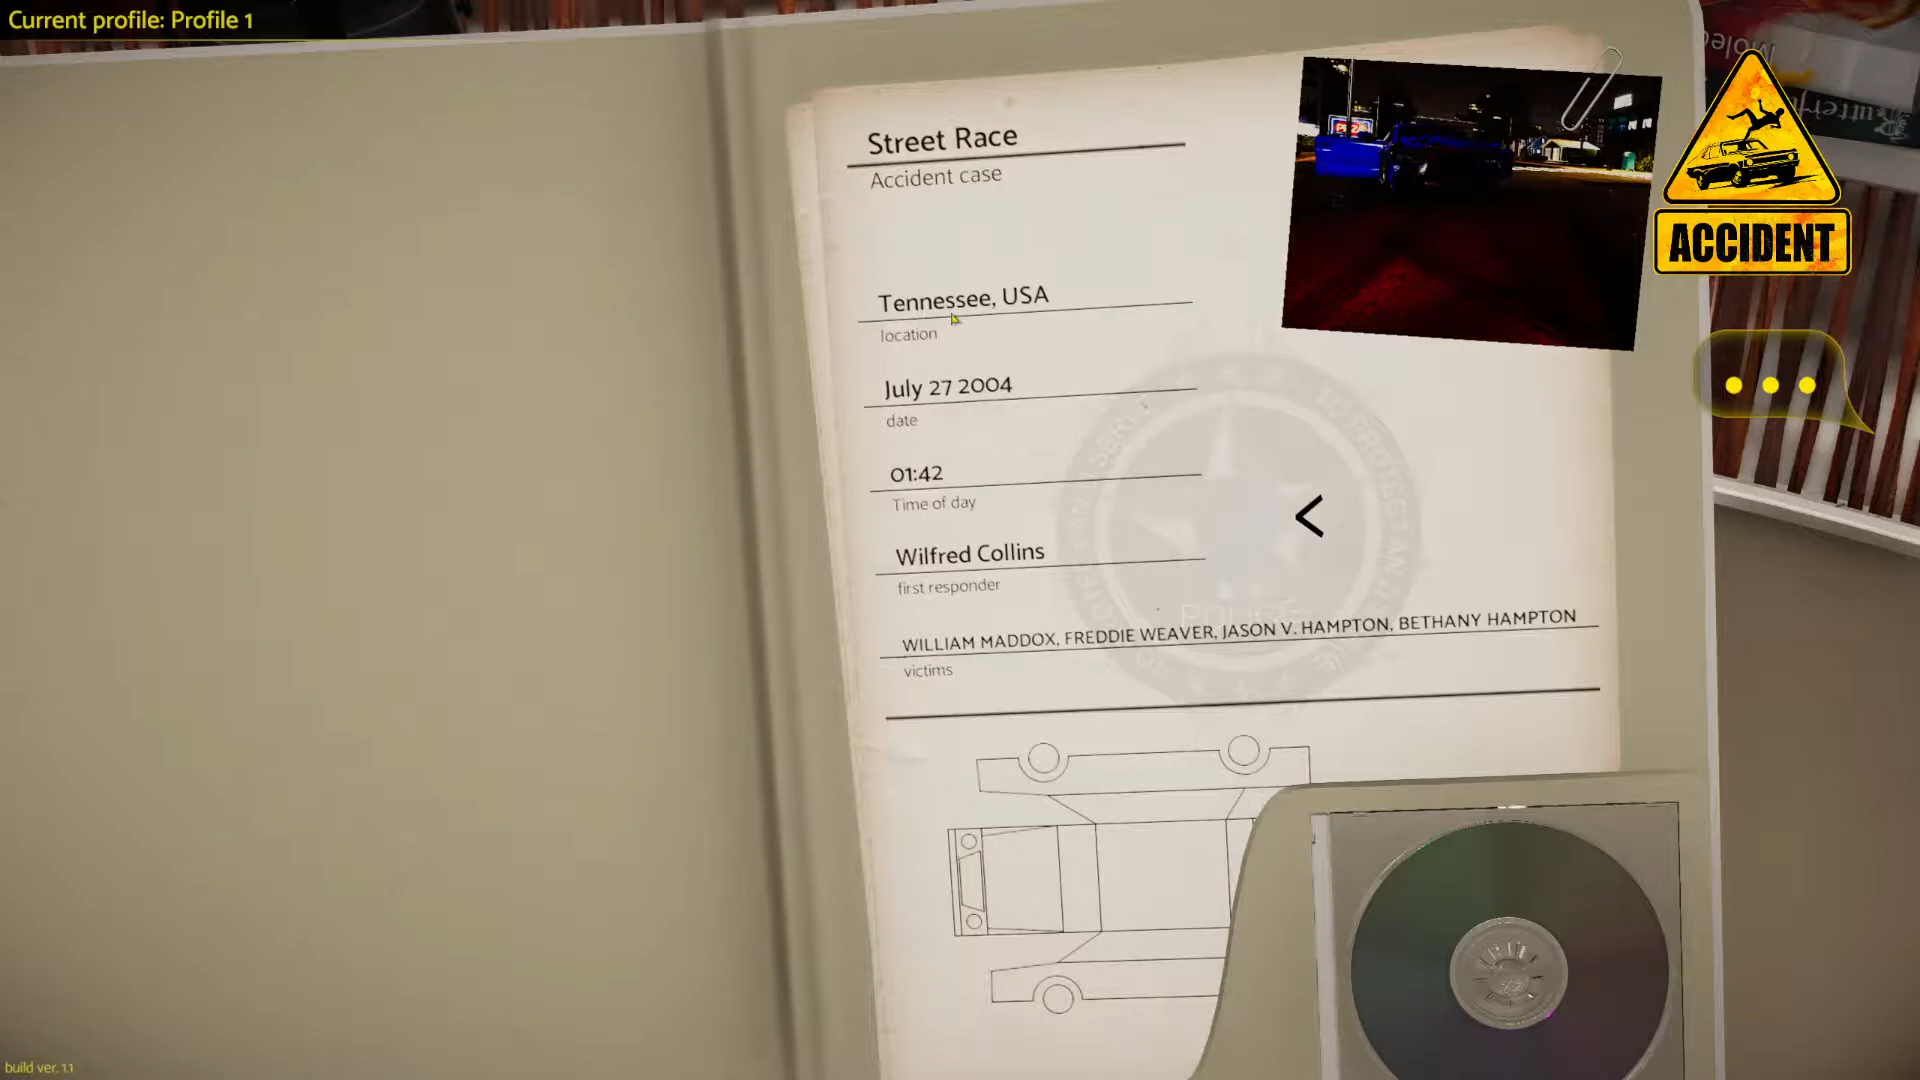 Current profile: Profile 1
Street Race
Accident case
PIZZA
ACCIDENT
Tennessee, USA
location
July 27 2004
date
01:42
Time of day
<
Wilfred Collins
first responder
POLICE
WILLIAM MADDOX, FREDDIE WEAVER, JASON V. HAMPTON, BETHANY HAMPTON
victims
build ver. 1.1